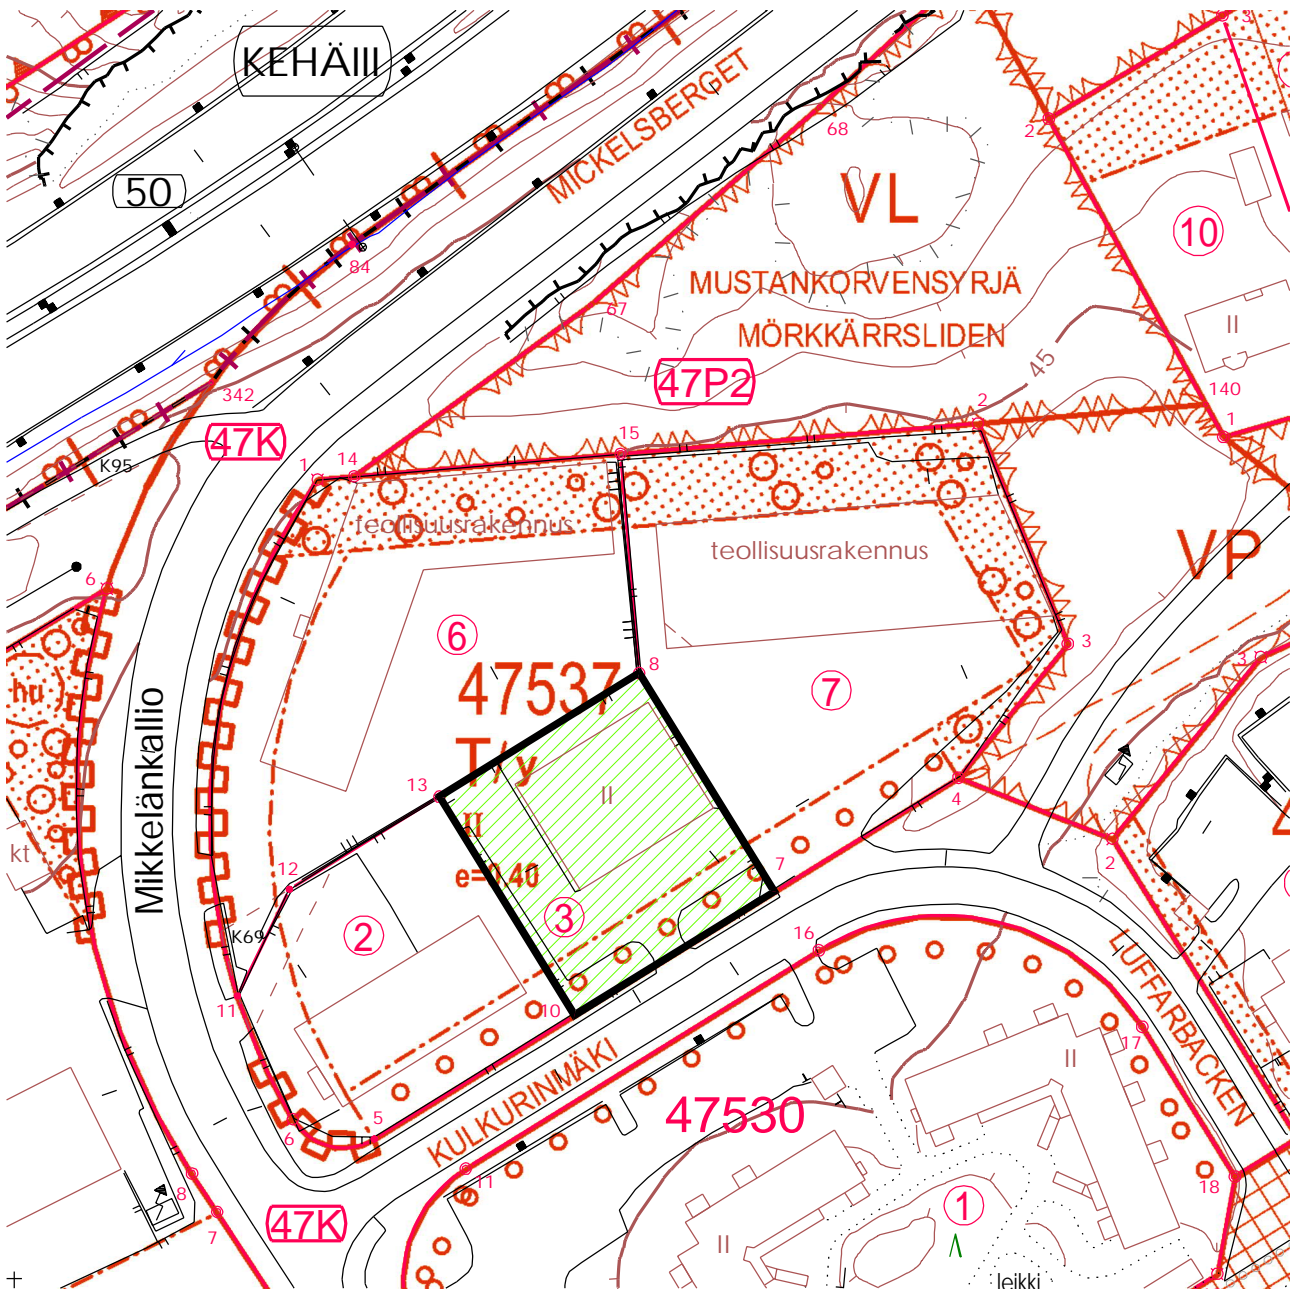 KEHÄIII
3
50
MICKELSBERGET
68
2
VL
10
84
MUSTANKORVENSYRJÄ
67
MÖRKKÄRRSLIDEN
II
45
47P2
342
140
2
1
47K
15
K95
1
14
teollisuusrakennus
teollisuusrakennus
VP
6
6
3
3
8
hu
47537
7
Mikkelänkallio
T/y
13
II
4
II
2
kt
e=0.40
7
12
3
2
K69
16
LUFFARBACKEN
11
10
17
KULKURINMÄKI
II
47530
6
5
11
8
18
7
47K
1
II
leikki